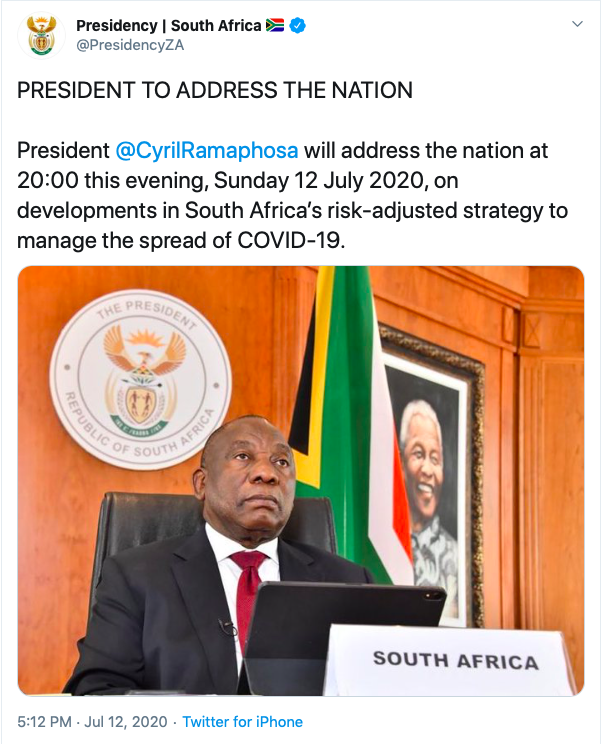 Presidency | South Africa 🇿🇦
@PresidencyZA
PRESIDENT TO ADDRESS THE NATION
President @CyrilRamaphosa will address the nation at
20:00 this evening, Sunday 12 July 2020, on
developments in South Africa’s risk-adjusted strategy to
manage the spread of COVID-19.
THE PRESIDENT
REPUBLIC OF SOUTH AFRICA
SOUTH AFRICA
5:12 PM · Jul 12, 2020 · Twitter for iPhone